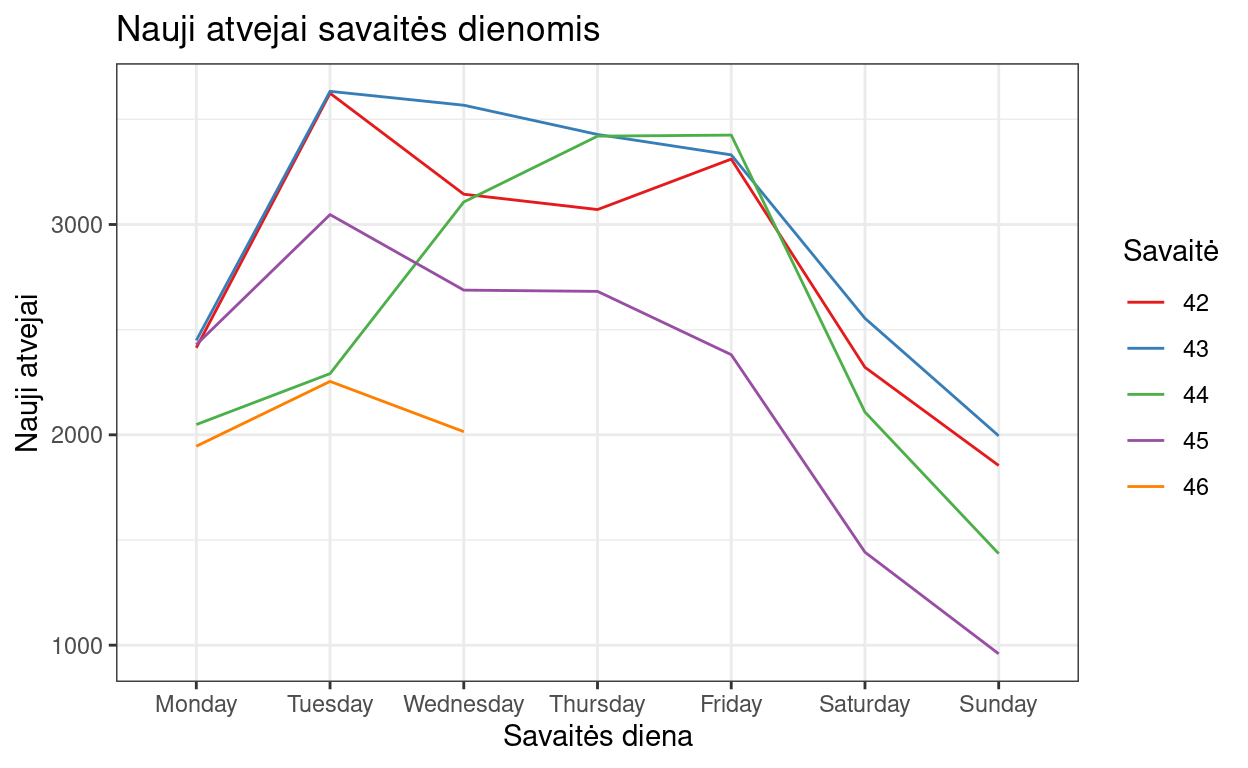 Nauji atvejai savaitės dienomis
Nauji atvejai
3000
2000
1000
Monday Tuesday Wednesday Thursday Friday Saturday Sunday
Savaitės diena
Savaitė
42
43
44
45
46